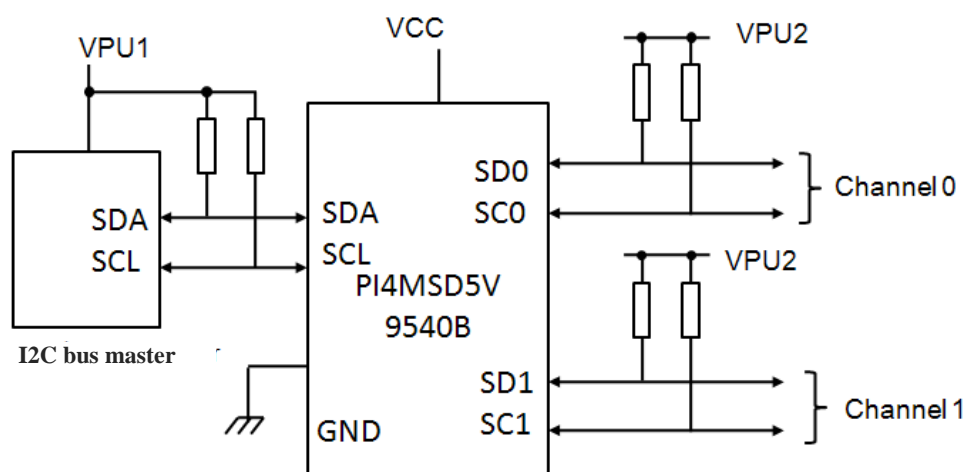 VPU1
VCC
VPU2
SDA
SCL
I2C bus master
SDA
SCL
PI4MSD5V
9540B
GND
SD0
SC0
Channel 0
VPU2
SD1
SC1
Channel 1